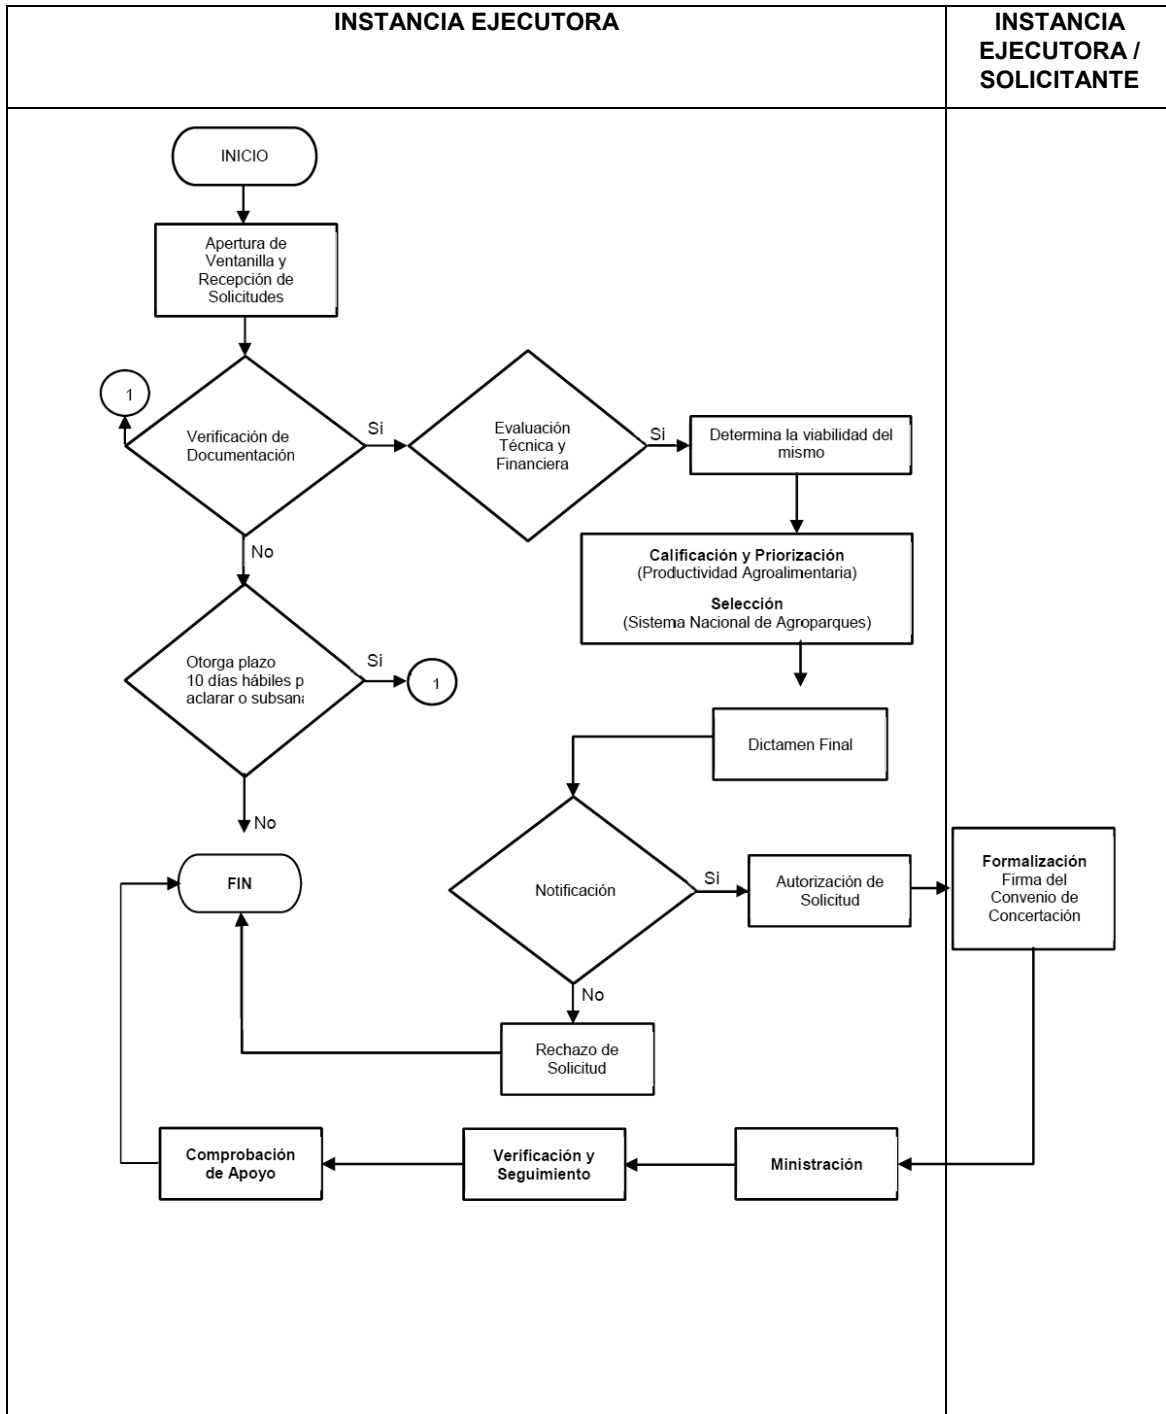 INSTANCIA EJECUTORA
INSTANCIA
EJECUTORA /
SOLICITANTE
INICIO
Apertura de
Ventanilla y
Recepción de
Solicitudes
1
Verificación de
Documentación
Si
Evaluación
Técnica y
Financiera
Si
Determina la viabilidad del
mismo
Calificación y Priorización
(Productividad Agroalimentaria)
Selección
(Sistema Nacional de Agroparques)
No
Otorga plazo
10 días hábiles p
aclarar o subsana
Si
1
No
Dictamen Final
Notificación
Si
Autorización de
Solicitud
Formalización
Firma del
Convenio de
Concertación
No
Rechazo de
Solicitud
FIN
Ministración
Verificación y
Seguimiento
Comprobación
de Apoyo